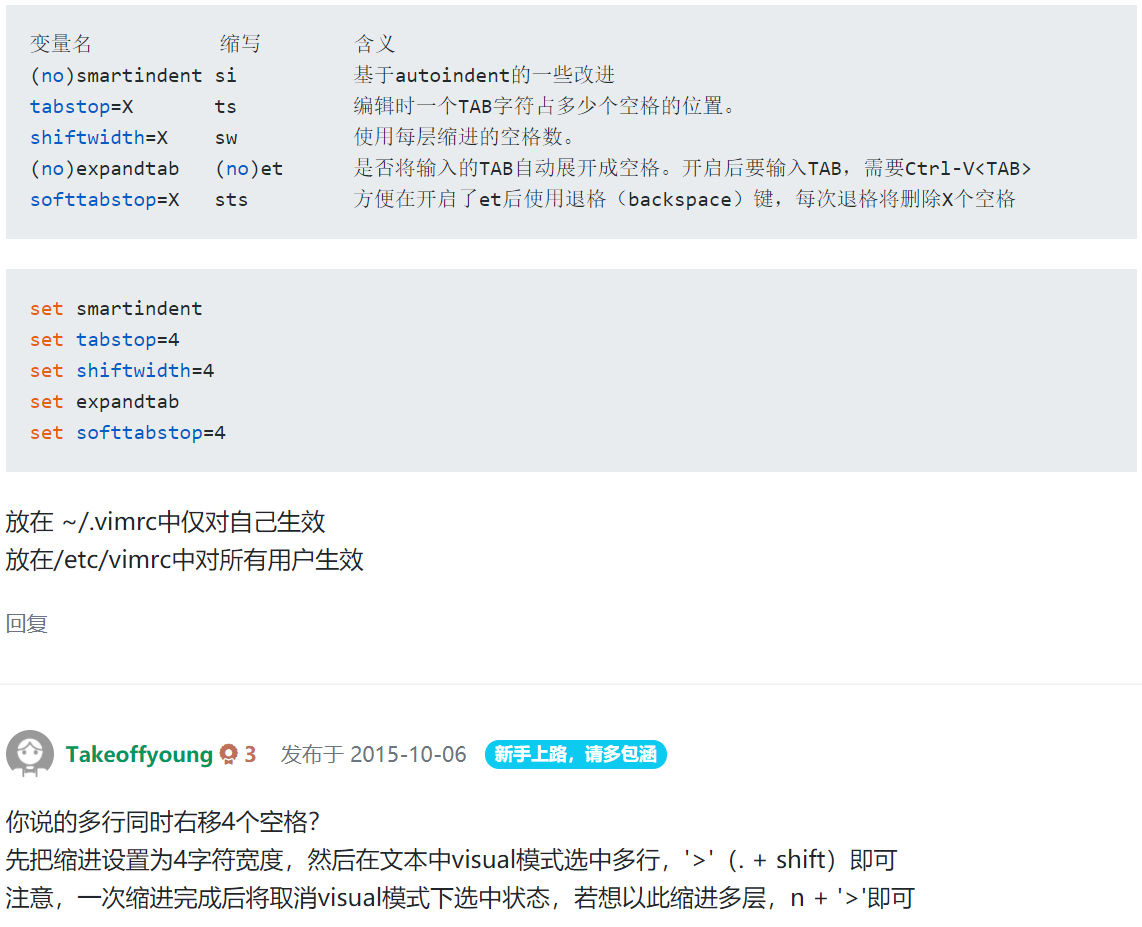 变量名 缩写 含义
(no)smartindent si 基于autoindent的一些改进
tabstop=X ts 编辑时一个TAB字符占多少个空格的位置。
shiftwidth=X sw 使用每层缩进的空格数。
(no)expandtab (no)et 是否将输入的TAB自动展开成空格。开启后要输入TAB，需要Ctrl-V<TAB>
softtabstop=X sts 方便在开启了et后使用退格（backspace）键，每次退格将删除X个空格
set smartindent
set tabstop=4
set shiftwidth=4
set expandtab
set softtabstop=4
放在 ~/.vimrc中仅对自己生效
放在/etc/vimrc中对所有用户生效
回复
Takeoffyoung 3 发布于 2015-10-06 新手上路，请多包涵
你说的多行同时右移4个空格？
先把缩进设置为4字符宽度，然后在文本中visual模式选中多行，'>'（. + shift）即可
注意，一次缩进完成后将取消visual模式下选中状态，若想以此缩进多层，n + '>'即可